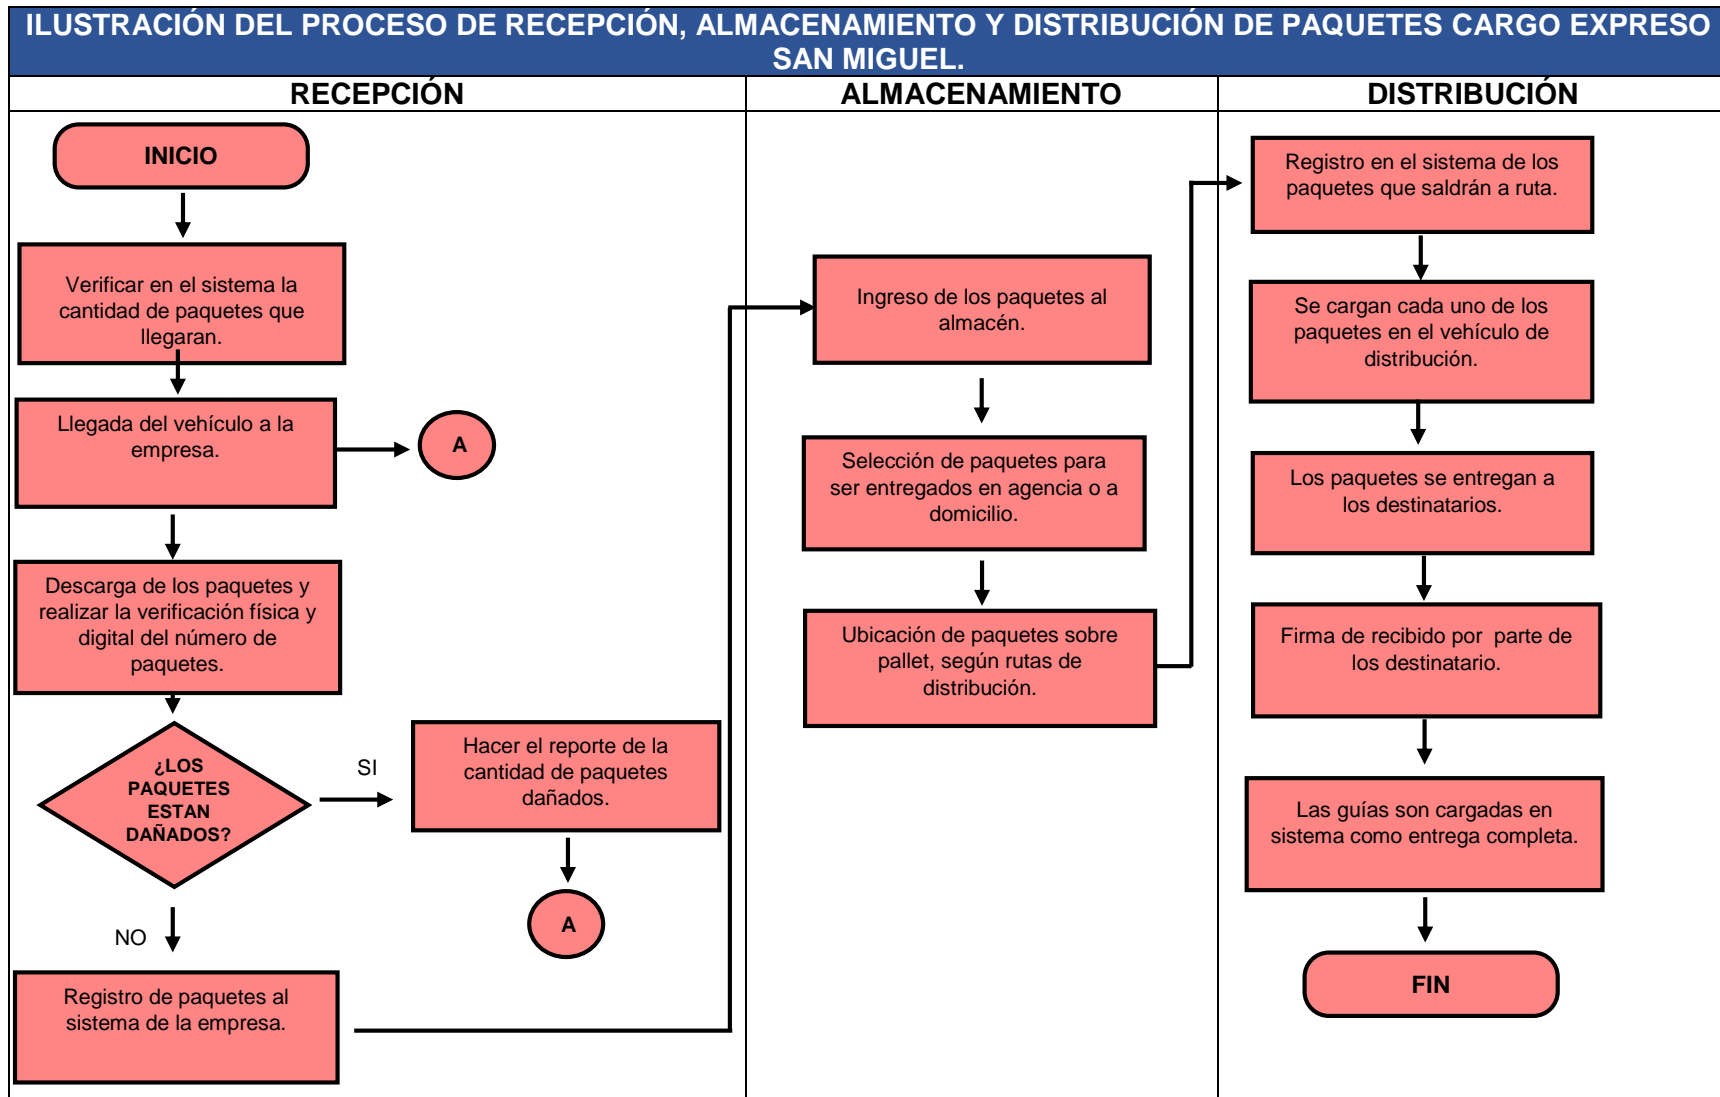 ILUSTRACIÓN DEL PROCESO DE RECEPCIÓN, ALMACENAMIENTO Y DISTRIBUCIÓN DE PAQUETES CARGO EXPRESO
SAN MIGUEL.
RECEPCIÓN
INICIO
Verificar en el sistema la
cantidad de paquetes que
llegaran.
Llegada del vehículo a la
empresa.
A
Descarga de los paquetes y
realizar la verificación física y
digital del número de
paquetes.
¿LOS
PAQUETES
ESTAN
DAÑADOS?
SI
Hacer el reporte de la
cantidad de paquetes
dañados.
A
NO
Registro de paquetes al
sistema de la empresa.
ALMACENAMIENTO
Ingreso de los paquetes al
almacén.
Selección de paquetes para
ser entregados en agencia o a
domicilio.
Ubicación de paquetes sobre
pallet, según rutas de
distribución.
DISTRIBUCIÓN
Registro en el sistema de los
paquetes que saldrán a ruta.
Se cargan cada uno de los
paquetes en el vehículo de
distribución.
Los paquetes se entregan a
los destinatarios.
Firma de recibido por  parte de
los destinatario.
Las guías son cargadas en
sistema como entrega completa.
FIN